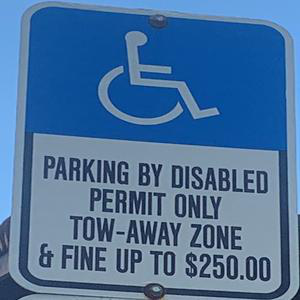 PARKING BY DISABLED
PERMIT ONLY
TOW-AWAY ZONE
& FINE UP TO $250.00